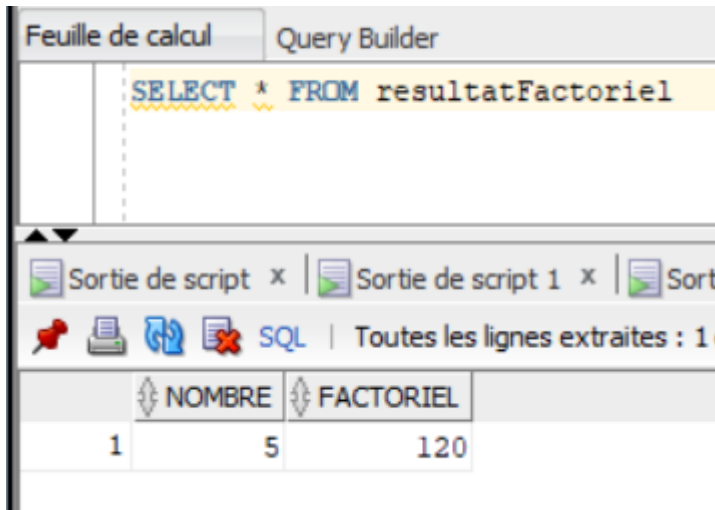 Feuille de calcul Query Builder
SELECT * FROM resultatFactoriel
Sortie de script x Sortie de script 1 x Sort
SQL | Toutes les lignes extraites : 1
NOMBRE FACTORIEL
1 5 120